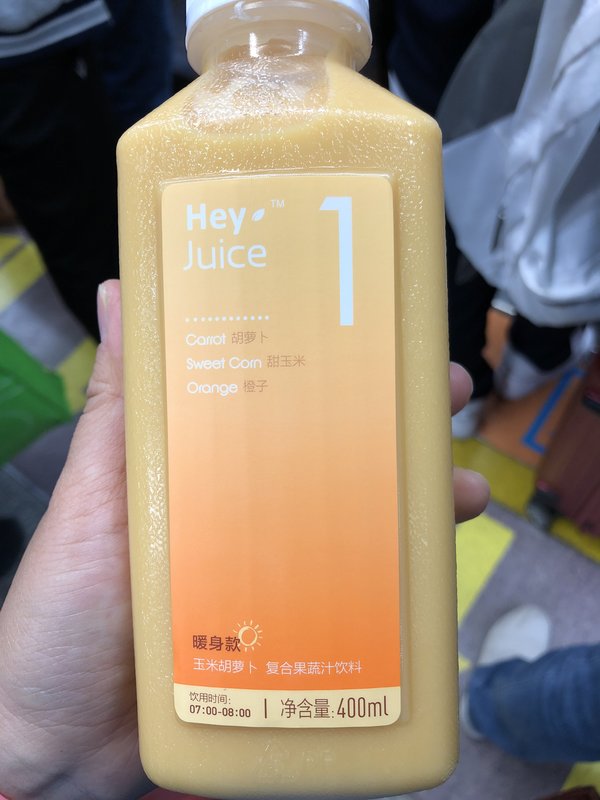 Hey
TM
Juice
1
Carrot 胡萝卜
Sweet Corn 甜玉米
Orange 橙子
暖身款
玉米胡萝卜 复合果蔬汁饮料
饮用时间:
07:00-08:00 | 净含量:400ml